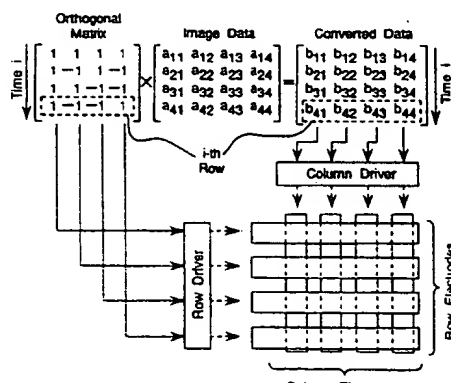 Orthogonal Matrix
Image Data
Converted Data
Time i
1 1 1 1
1 -1 1 -1
1 1 -1 -1
1 -1 -1 1
×
a11 a12 a13 a14
a21 a22 a23 a24
a31 a32 a33 a34
a41 a42 a43 a44
=
b11 b12 b13 b14
b21 b22 b23 b24
b31 b32 b33 b34
b41 b42 b43 b44
Time i
i-th Row
Column Driver
Row Driver
Row Electrodes
Column